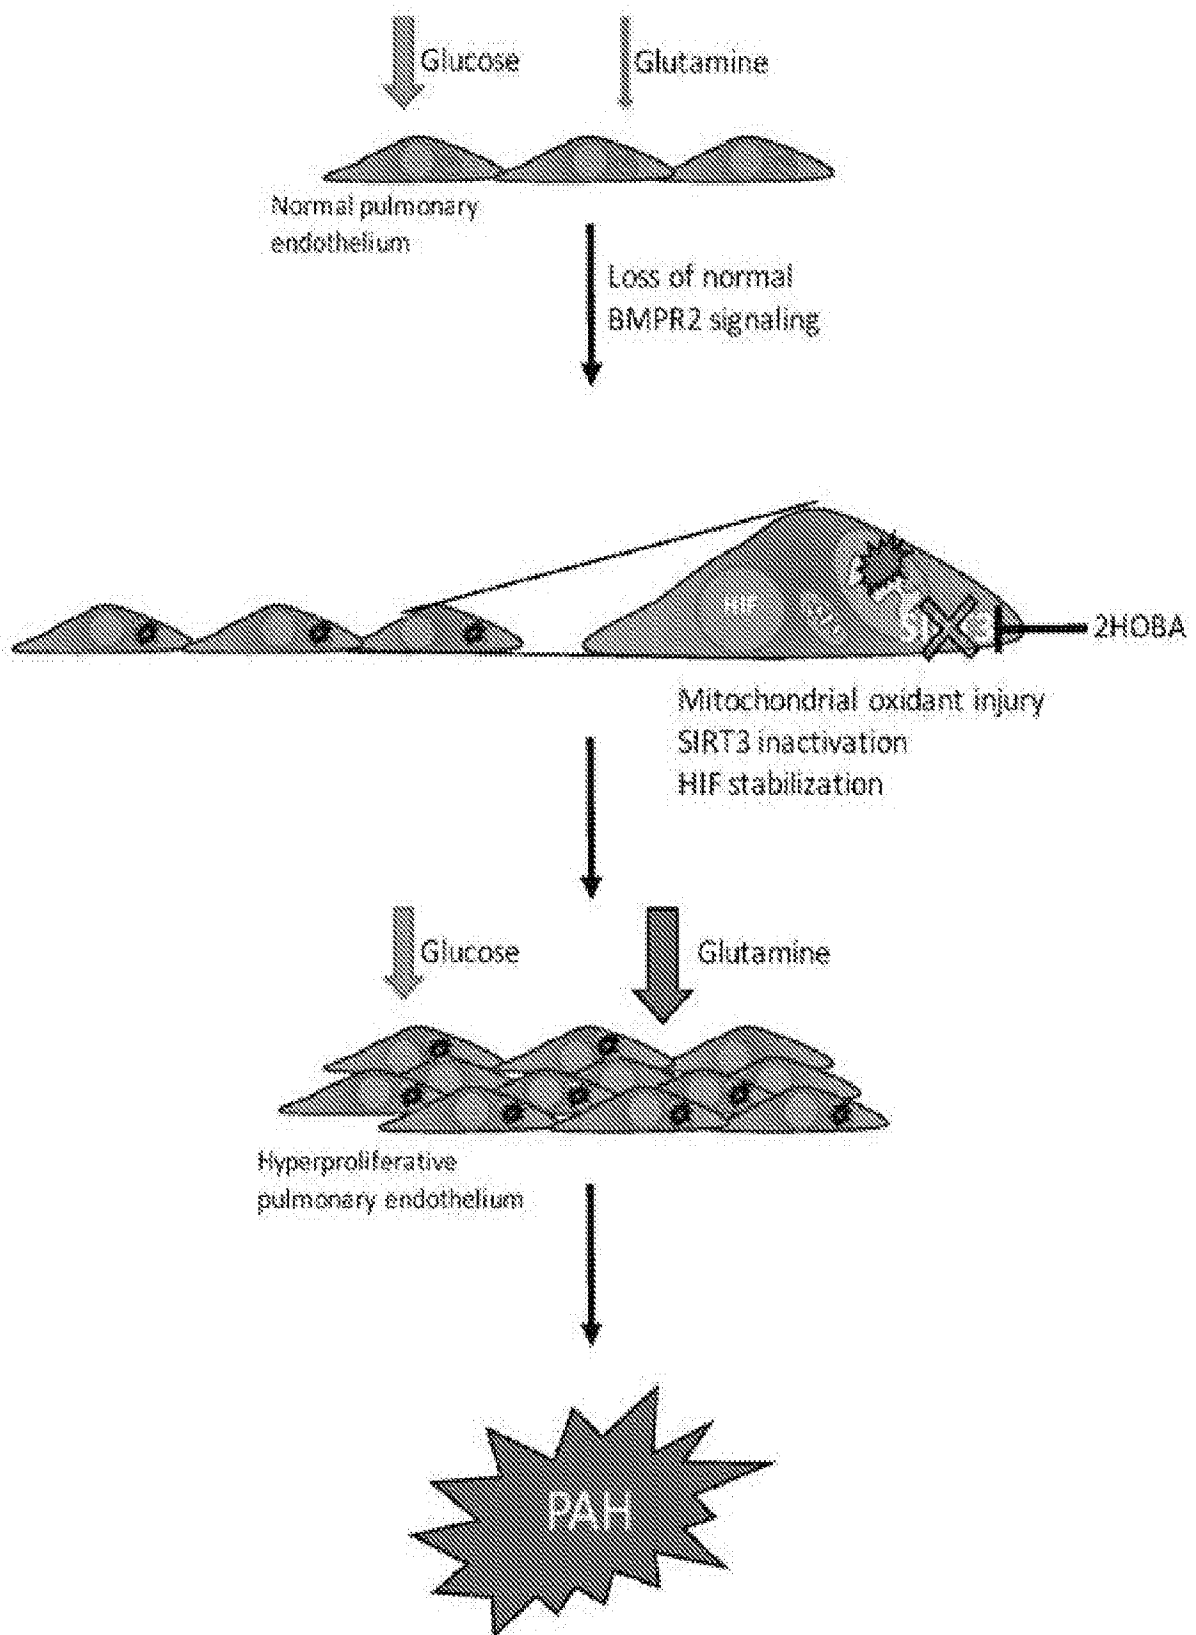 Glucose
Glutamine
Normal pulmonary
endothelium
Loss of normal
BMPR2 signaling
HIF
2HOBA
Mitochondrial oxidant injury
SIRT3 inactivation
HIF stabilization
Glucose
Glutamine
Hyperproliferative
pulmonary endothelium
PAH